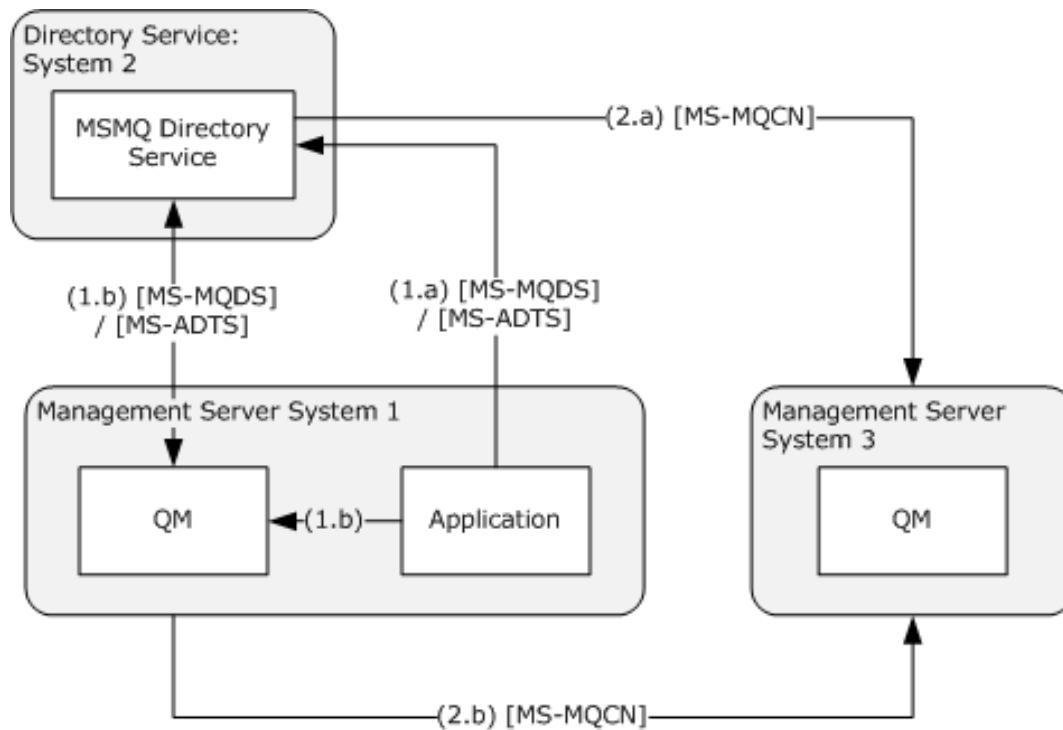 Directory Service:
System 2
MSMQ Directory
Service
(2.a) [MS-MQCN]
(1.b) [MS-MQDS]
/ [MS-ADTS]
(1.a) [MS-MQDS]
/ [MS-ADTS]
Management Server System 1
QM
(1.b)
Application
Management Server
System 3
QM
(2.b) [MS-MQCN]